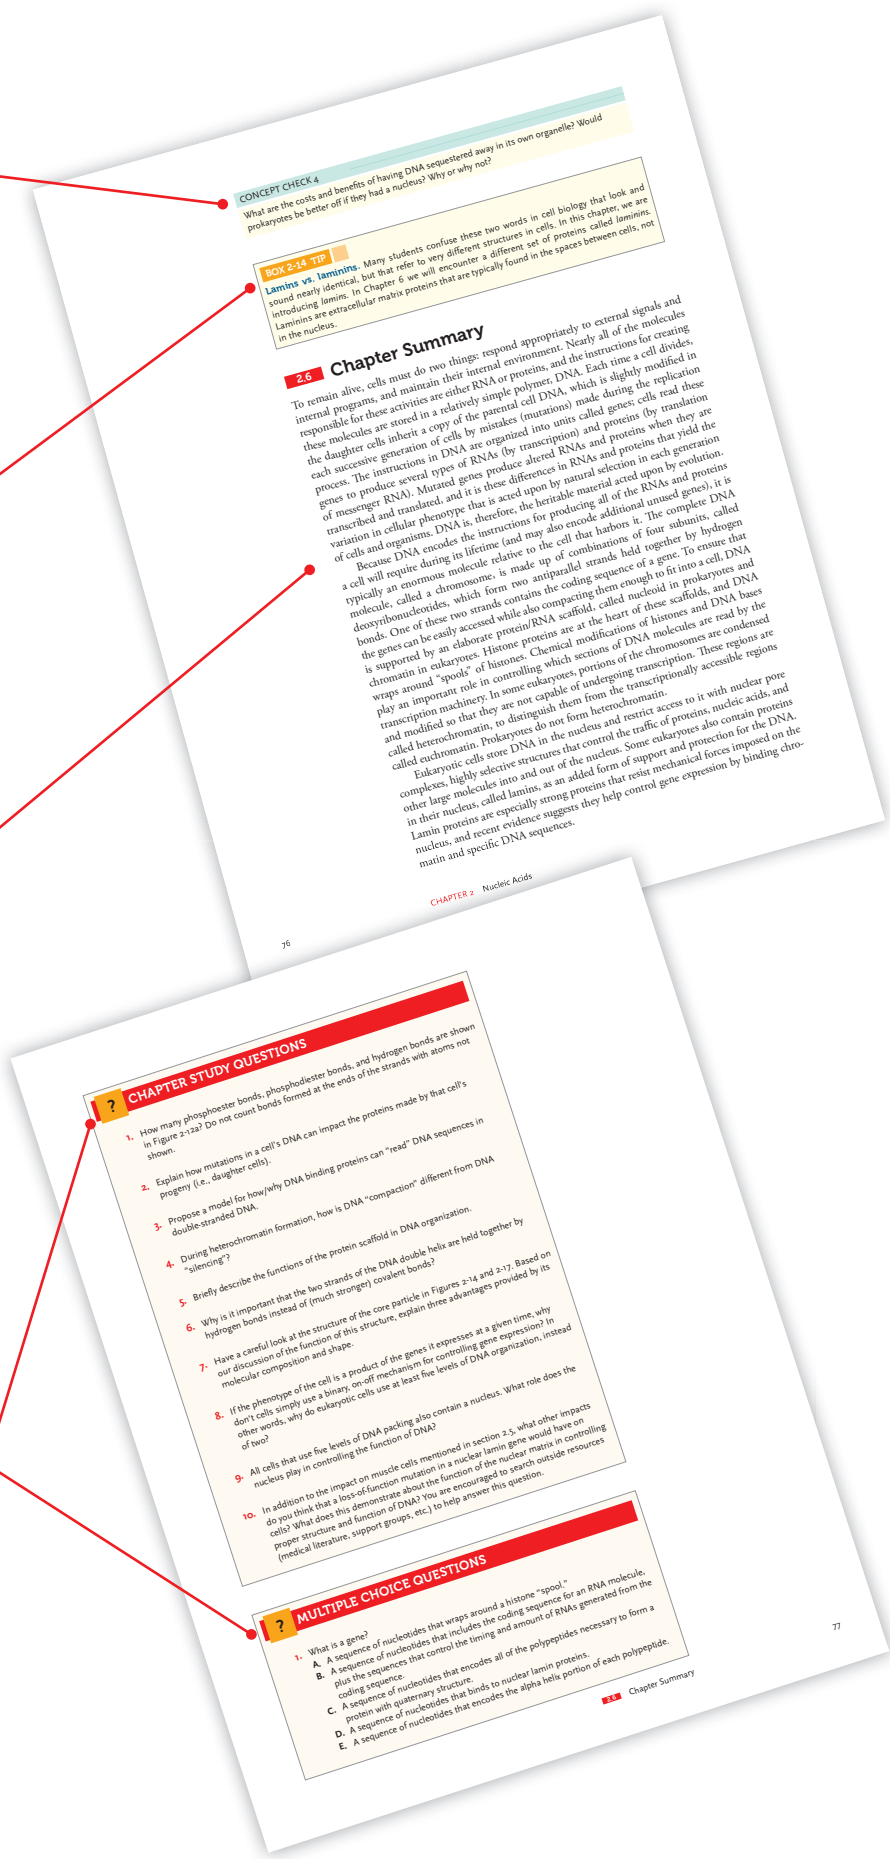 CONCEPT CHECK 4
What are the costs and benefits of having DNA sequestered away in its own organelle? Would
prokaryotes be better off if they had a nucleus? Why or why not?
BOX 2-14 TIP
Lamins vs. laminins. Many students confuse these two words in cell biology that look and
sound nearly identical, but that refer to very different structures in cells. In this chapter, we are
introducing lamins. In Chapter 6 we will encounter a different set of proteins called laminins.
Laminins are extracellular matrix proteins that are typically found in the spaces between cells, not
in the nucleus.
2.6 Chapter Summary
To remain alive, cells must do two things: respond appropriately to external signals and
internal programs, and maintain their internal environment. Nearly all of the molecules
responsible for these activities are either RNA or proteins, and the instructions for creating
these molecules are stored in a relatively simple polymer, DNA. Each time a cell divides,
the daughter cells inherit a copy of the parental cell DNA, which is slightly modified in
each successive generation of cells by mistakes (mutations) made during the replication
process. The instructions in DNA are organized into units called genes; cells read these
genes to produce several types of RNAs (by transcription) and proteins (by translation
of messenger RNA). Mutated genes produce altered RNAs and proteins when they are
transcribed and translated, and it is these differences in RNAs and proteins that yield the
variation in cellular phenotype that is acted upon by natural selection in each generation
of cells and organisms. DNA is, therefore, the heritable material acted upon by evolution.
Because DNA encodes the instructions for producing all of the RNAs and proteins
a cell will require during its lifetime (and may also encode additional unused genes), it is
typically an enormous molecule relative to the cell that harbors it. The complete DNA
molecule, called a chromosome, is made up of combinations of four subunits, called
deoxyribonucleotides, which form two antiparallel strands held together by hydrogen
bonds. One of these two strands contains the coding sequence of a gene. To ensure that
the genes can be easily accessed while also compacting them enough to fit into a cell, DNA
is supported by an elaborate protein/RNA scaffold, called nucleoid in prokaryotes and
chromatin in eukaryotes. Histone proteins are at the heart of these scaffolds, and DNA
wraps around “spools” of histones. Chemical modifications of histones and DNA bases
play an important role in controlling which sections of DNA molecules are read by the
transcription machinery. In some eukaryotes, portions of the chromosomes are condensed
and modified so that they are not capable of undergoing transcription. These regions are
called heterochromatin, to distinguish them from the transcriptionally accessible regions
called euchromatin. Prokaryotes do not form heterochromatin.
Eukaryotic cells store DNA in the nucleus and restrict access to it with nuclear pore
complexes, highly selective structures that control the traffic of proteins, nucleic acids, and
other large molecules into and out of the nucleus. Some eukaryotes also contain proteins
in their nucleus, called lamins, as an added form of support and protection for the DNA.
Lamin proteins are especially strong proteins that resist mechanical forces imposed on the
nucleus, and recent evidence suggests they help control gene expression by binding chro-
matin and specific DNA sequences.
76
CHAPTER 2 Nucleic Acids
? CHAPTER STUDY QUESTIONS
1. How many phosphoester bonds, phosphodiester bonds, and hydrogen bonds are shown
in Figure 2-12a? Do not count bonds formed at the ends of the strands with atoms not
shown.
2. Explain how mutations in a cell's DNA can impact the proteins made by that cell's
progeny (i.e., daughter cells).
3. Propose a model for how/why DNA binding proteins can “read” DNA sequences in
double-stranded DNA.
4. During heterochromatin formation, how is DNA “compaction” different from DNA
“silencing”?
5. Briefly describe the functions of the protein scaffold in DNA organization.
6. Why is it important that the two strands of the DNA double helix are held together by
hydrogen bonds instead of (much stronger) covalent bonds?
7. Have a careful look at the structure of the core particle in Figures 2-14 and 2-17. Based on
our discussion of the function of this structure, explain three advantages provided by its
molecular composition and shape.
8. If the phenotype of the cell is a product of the genes it expresses at a given time, why
don't cells simply use a binary, on-off mechanism for controlling gene expression? In
other words, why do eukaryotic cells use at least five levels of DNA organization, instead
of two?
9. All cells that use five levels of DNA packing also contain a nucleus. What role does the
nucleus play in controlling the function of DNA?
10. In addition to the impact on muscle cells mentioned in section 2.5, what other impacts
do you think that a loss-of-function mutation in a nuclear lamin gene would have on
cells? What does this demonstrate about the function of the nuclear matrix in controlling
proper structure and function of DNA? You are encouraged to search outside resources
(medical literature, support groups, etc.) to help answer this question.
? MULTIPLE CHOICE QUESTIONS
1. What is a gene?
A. A sequence of nucleotides that wraps around a histone “spool.”
B. A sequence of nucleotides that includes the coding sequence for an RNA molecule,
plus the sequences that control the timing and amount of RNAs generated from the
coding sequence.
C. A sequence of nucleotides that encodes all of the polypeptides necessary to form a
protein with quaternary structure.
D. A sequence of nucleotides that binds to nuclear lamin proteins.
E. A sequence of nucleotides that encodes the alpha helix portion of each polypeptide.
2.6 Chapter Summary
77